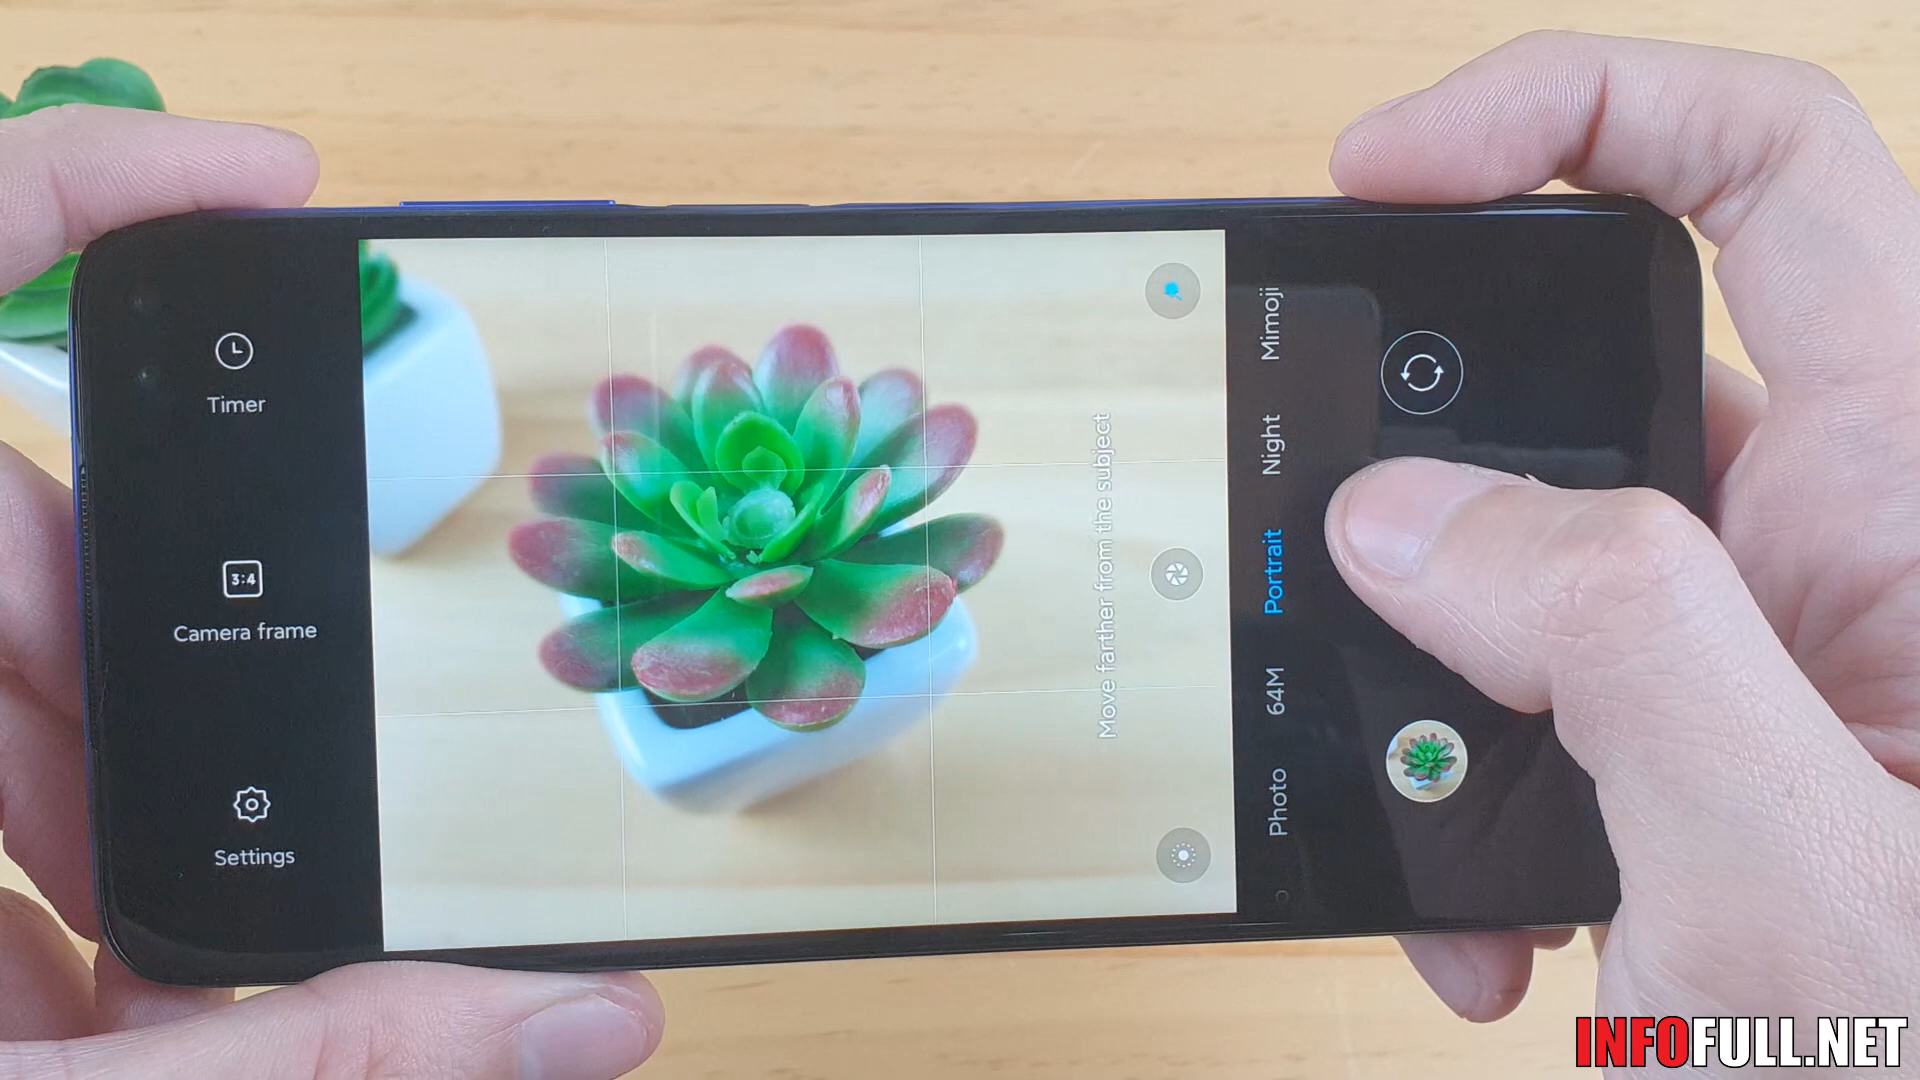 Timer
3:4
Camera frame
Settings
Move farther from the subject
Mimoji
Night
Portrait
64M
Photo
INFOFULL.NET